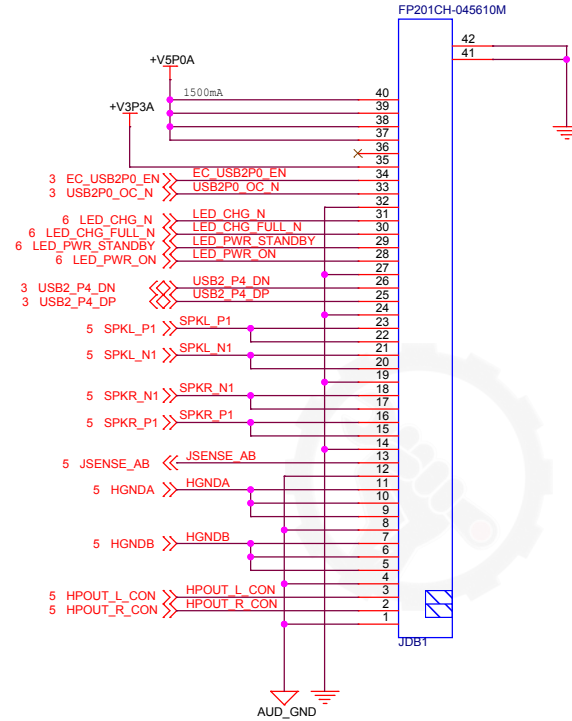 FP201CH-045610M
42
41
+V5P0A
1500mA
40
39
+V3P3A
38
37
36
35
3 EC_USB2P0_EN EC_USB2P0_EN 34
3 USB2P0_OC_N USB2P0_OC_N 33
32
6 LED_CHG_N LED_CHG_N 31
6 LED_CHG_FULL_N LED_CHG_FULL_N 30
6 LED_PWR_STANDBY LED_PWR_STANDBY 29
6 LED_PWR_ON LED_PWR_ON 28
27
3 USB2_P4_DN USB2_P4_DN 26
3 USB2_P4_DP USB2_P4_DP 25
24
5 SPKL_P1 SPKL_P1 23
22
5 SPKL_N1 SPKL_N1 21
20
19
5 SPKR_N1 SPKR_N1 18
17
5 SPKR_P1 SPKR_P1 16
15
14
5 JSENSE_AB JSENSE_AB 13
12
5 HGNDA HGNDA 11
10
9
8
5 HGNDB HGNDB 7
6
5
4
5 HPOUT_L_CON HPOUT_L_CON 3
5 HPOUT_R_CON HPOUT_R_CON 2
1
JDB1
AUD_GND